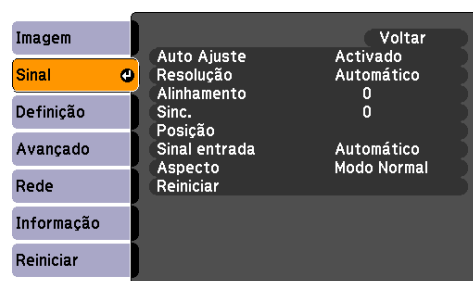 Imagem
Sinal
Definição
Avançado
Rede
Informação
Reiniciar
Voltar
Auto Ajuste Activado
Resolução Automático
Alinhamento 0
Sinc. 0
Posição
Sinal entrada Automático
Aspecto Modo Normal
Reiniciar